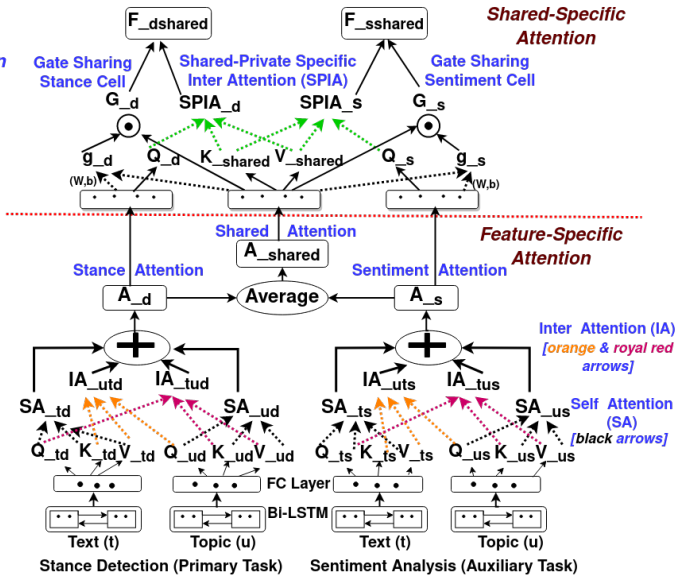 F_dshared
F_sshared
Shared-Specific
Attention
n
Gate Sharing
Stance Cell
Shared-Private Specific
Inter Attention (SPIA)
Gate Sharing
Sentiment Cell
G_d
SPIA_d
SPIA_s
G_s
g_d
Q_d
K_shared
V_shared
Q_s
g_s
(W,b)
(W,b)
Shared Attention
Feature-Specific
Attention
A_shared
Stance Attention
Sentiment Attention
A_d
Average
A_s
Inter Attention (IA)
[orange & royal red
arrows]
IA_utd
IA_tud
IA_uts
IA_tus
SA_td
SA_ud
SA_ts
SA_us
Self Attention
(SA)
[black arrows]
Q_td
K_td
V_td
Q_ud
K_ud
V_ud
Q_ts
K_ts
V_ts
Q_us
K_us
V_us
FC Layer
Bi-LSTM
Text (t)
Topic (u)
Text (t)
Topic (u)
Stance Detection (Primary Task)
Sentiment Analysis (Auxiliary Task)